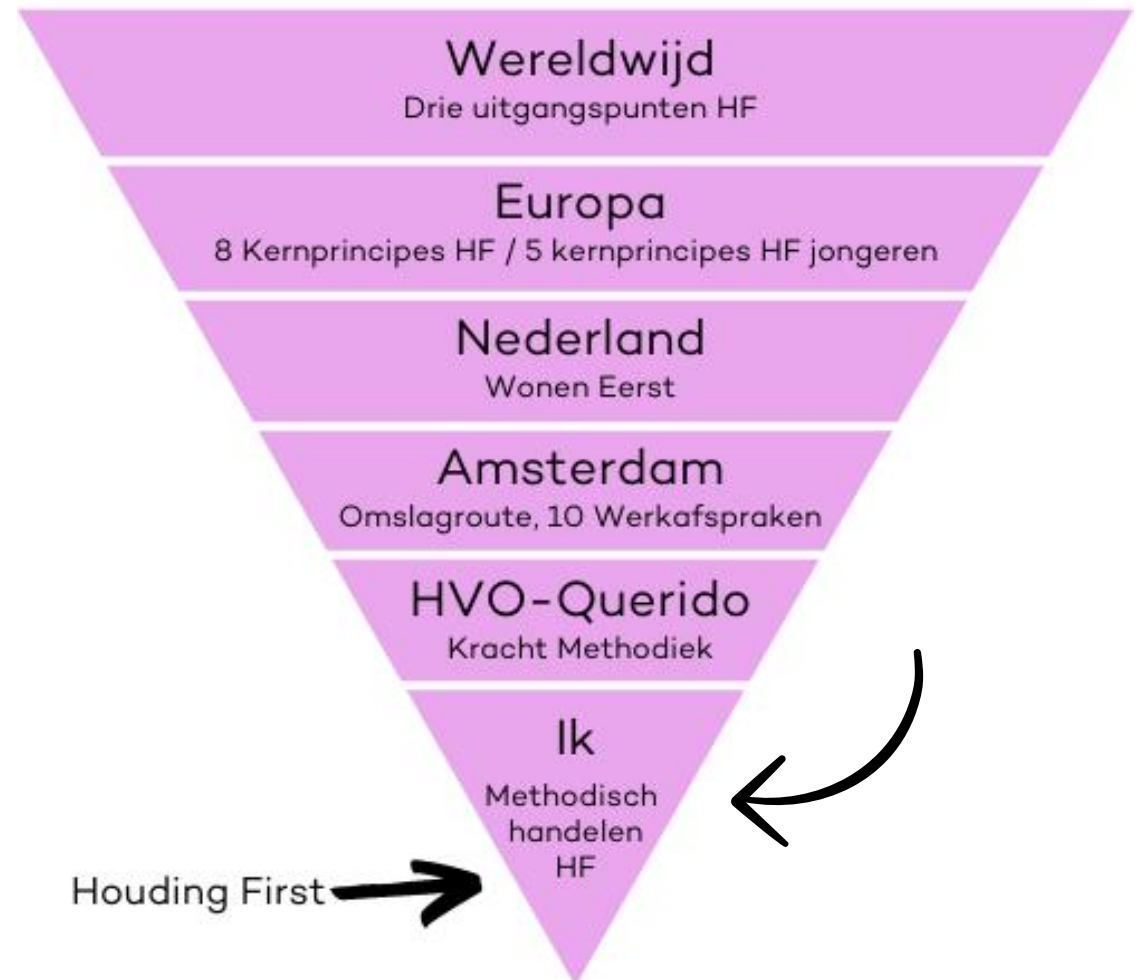 Wereldwijd
Drie uitgangspunten HF
Europa
8 Kernprincipes HF / 5 kernprincipes HF jongeren
Nederland
Wonen Eerst
Amsterdam
Omslagroute, 10 Werkafspraken
HVO-Querido
Kracht Methodiek
Ik
Methodisch
handelen
HF
Houding First